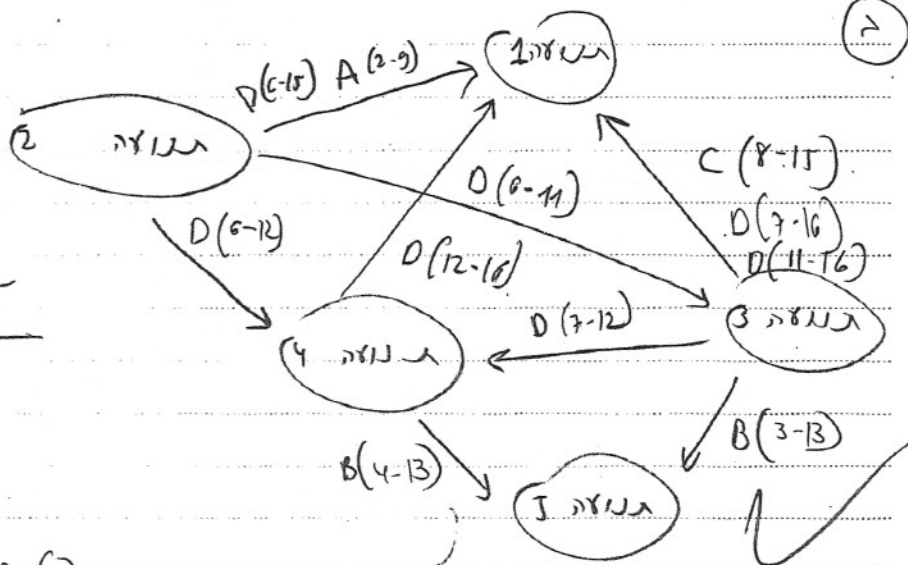 ב
תנועה 1
D(6-15) A(2-9)
תנועה 2
C (8-15)
D(6-11)
D(7-16)
D(6-12)
D(11-16)
D(12-16)
תנועה 3
D(7-12)
תנועה 4
B(3-13)
B(4-13)
תנועה 5